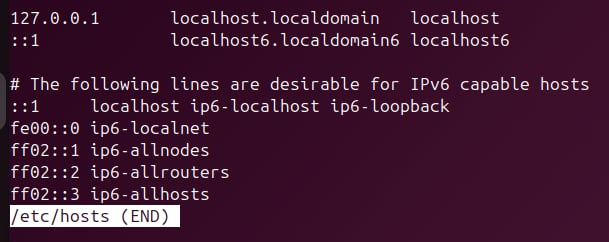 127.0.0.1 localhost.localdomain localhost
::1 localhost6.localdomain6 localhost6
# The following lines are desirable for IPv6 capable hosts
::1 localhost ip6-localhost ip6-loopback
fe00::0 ip6-localnet
ff02::1 ip6-allnodes
ff02::2 ip6-allrouters
ff02::3 ip6-allhosts
/etc/hosts (END)